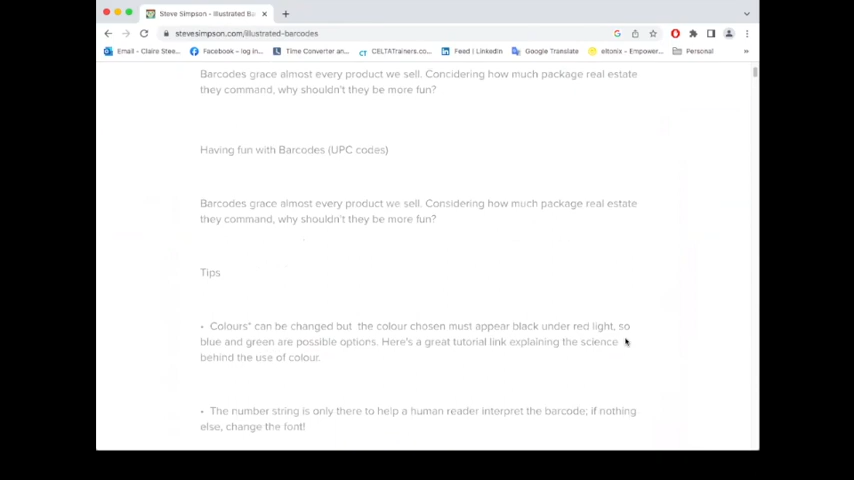 Steve Simpson - Illustrated Ba
stevesimpson.com/illustrated-barcodes
Email – Claire Stee...
Facebook – log in...
Time Converter an...
CT
CELTATrainers.co...
Feed | LinkedIn
Google Translate
eltonix – Empower...
Personal
»
Barcodes grace almost every product we sell. Considering how much package real estate
they command, why shouldn't they be more fun?
Having fun with Barcodes (UPC codes)
Barcodes grace almost every product we sell. Considering how much package real estate
they command, why shouldn't they be more fun?
Tips
• Colours* can be changed but the colour chosen must appear black under red light, so
blue and green are possible options. Here's a great tutorial link explaining the science
behind the use of colour.
• The number string is only there to help a human reader interpret the barcode; if nothing
else, change the font!